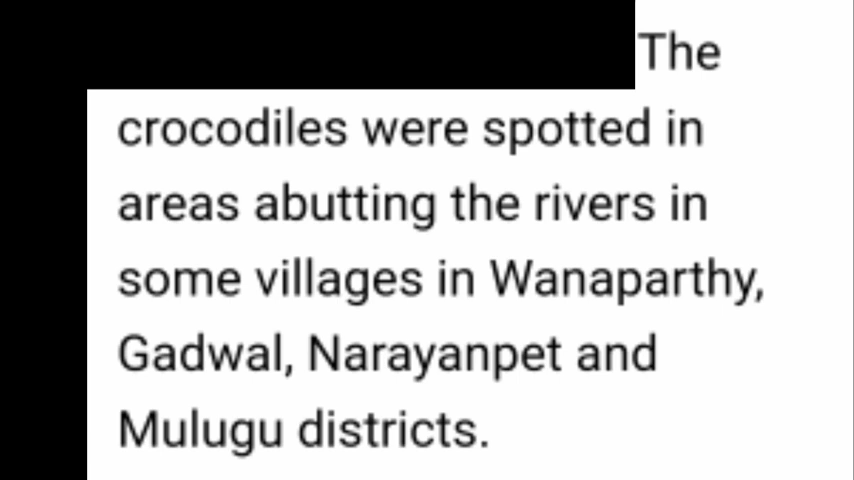 The
crocodiles were spotted in
areas abutting the rivers in
some villages in Wanaparthy,
Gadwal, Narayanpet and
Mulugu districts.